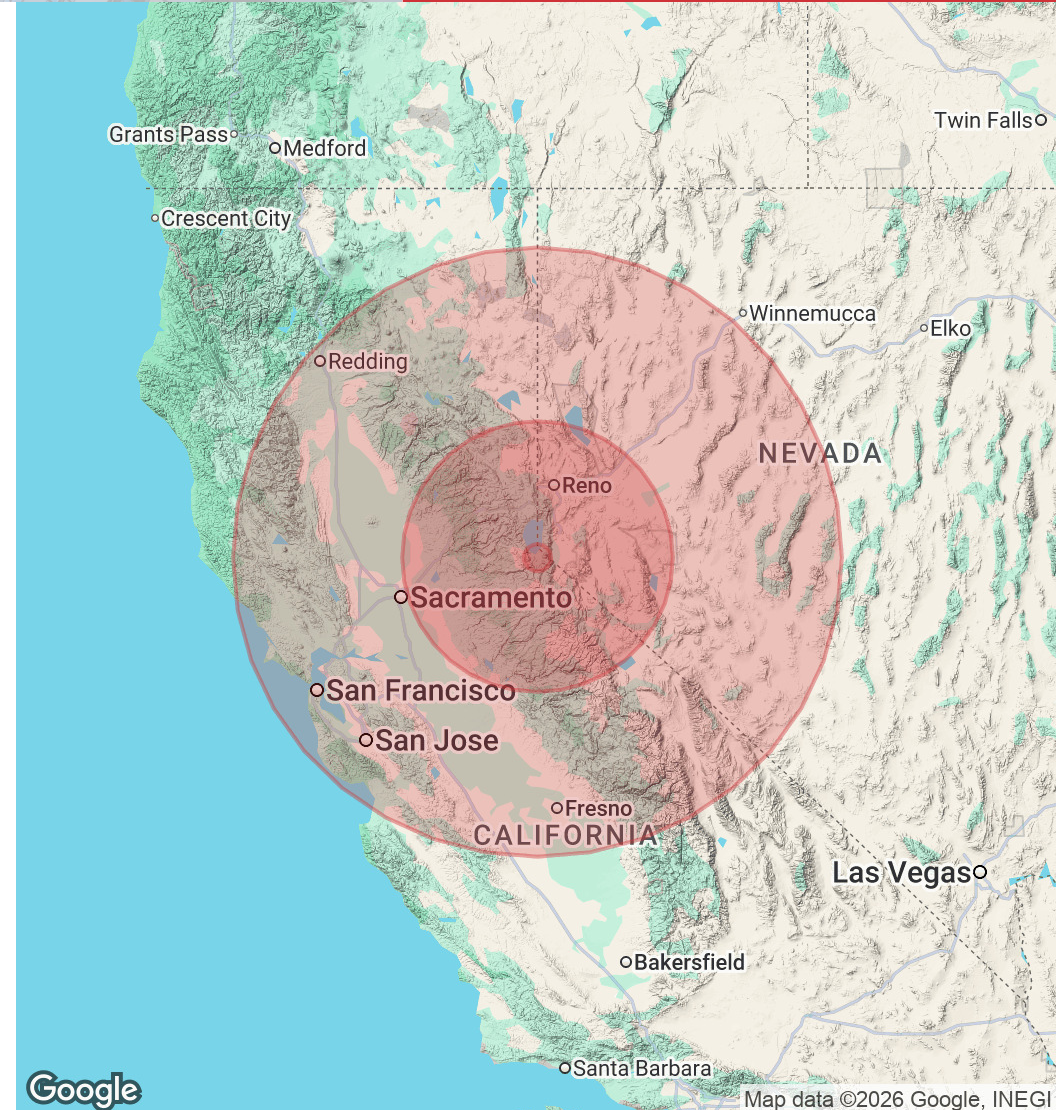 Twin Falls
Grants Pass
Medford
Crescent City
Winnemucca
Elko
Redding
NEVADA
Reno
Sacramento
San Francisco
San Jose
Fresno
CALIFORNIA
Las Vegas
Bakersfield
Santa Barbara
Google
Map data ©2026 Google, INEGI